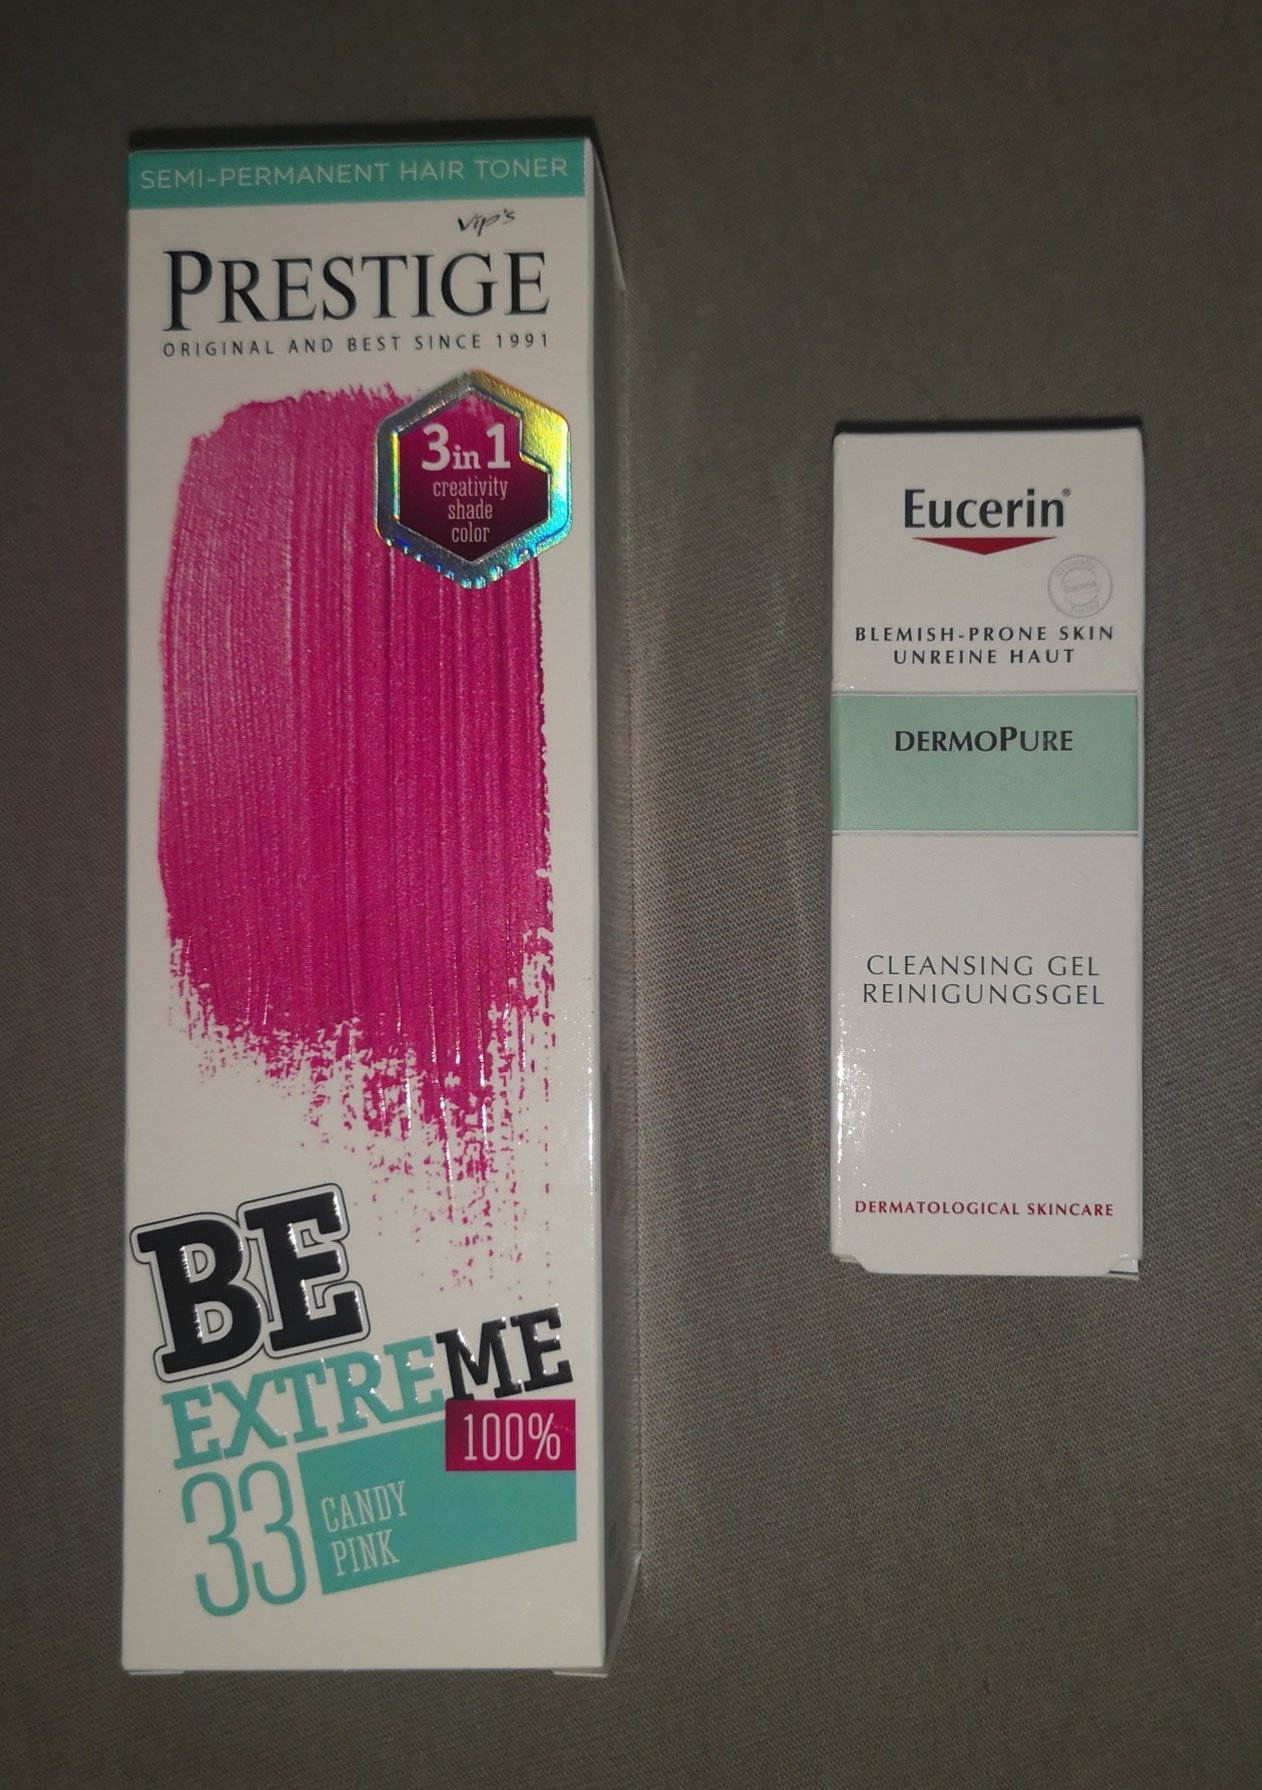 SEMI-PERMANENT HAIR TONER
vip's
PRESTIGE
ORIGINAL AND BEST SINCE 1991
3in1
creativity
shade
color
BE
EXTREME
100%
33
CANDY
PINK
Eucerin®
Eucerin
BLEMISH-PRONE SKIN
UNREINE HAUT
DERMOPURE
CLEANSING GEL
REINIGUNGSGEL
DERMATOLOGICAL SKINCARE